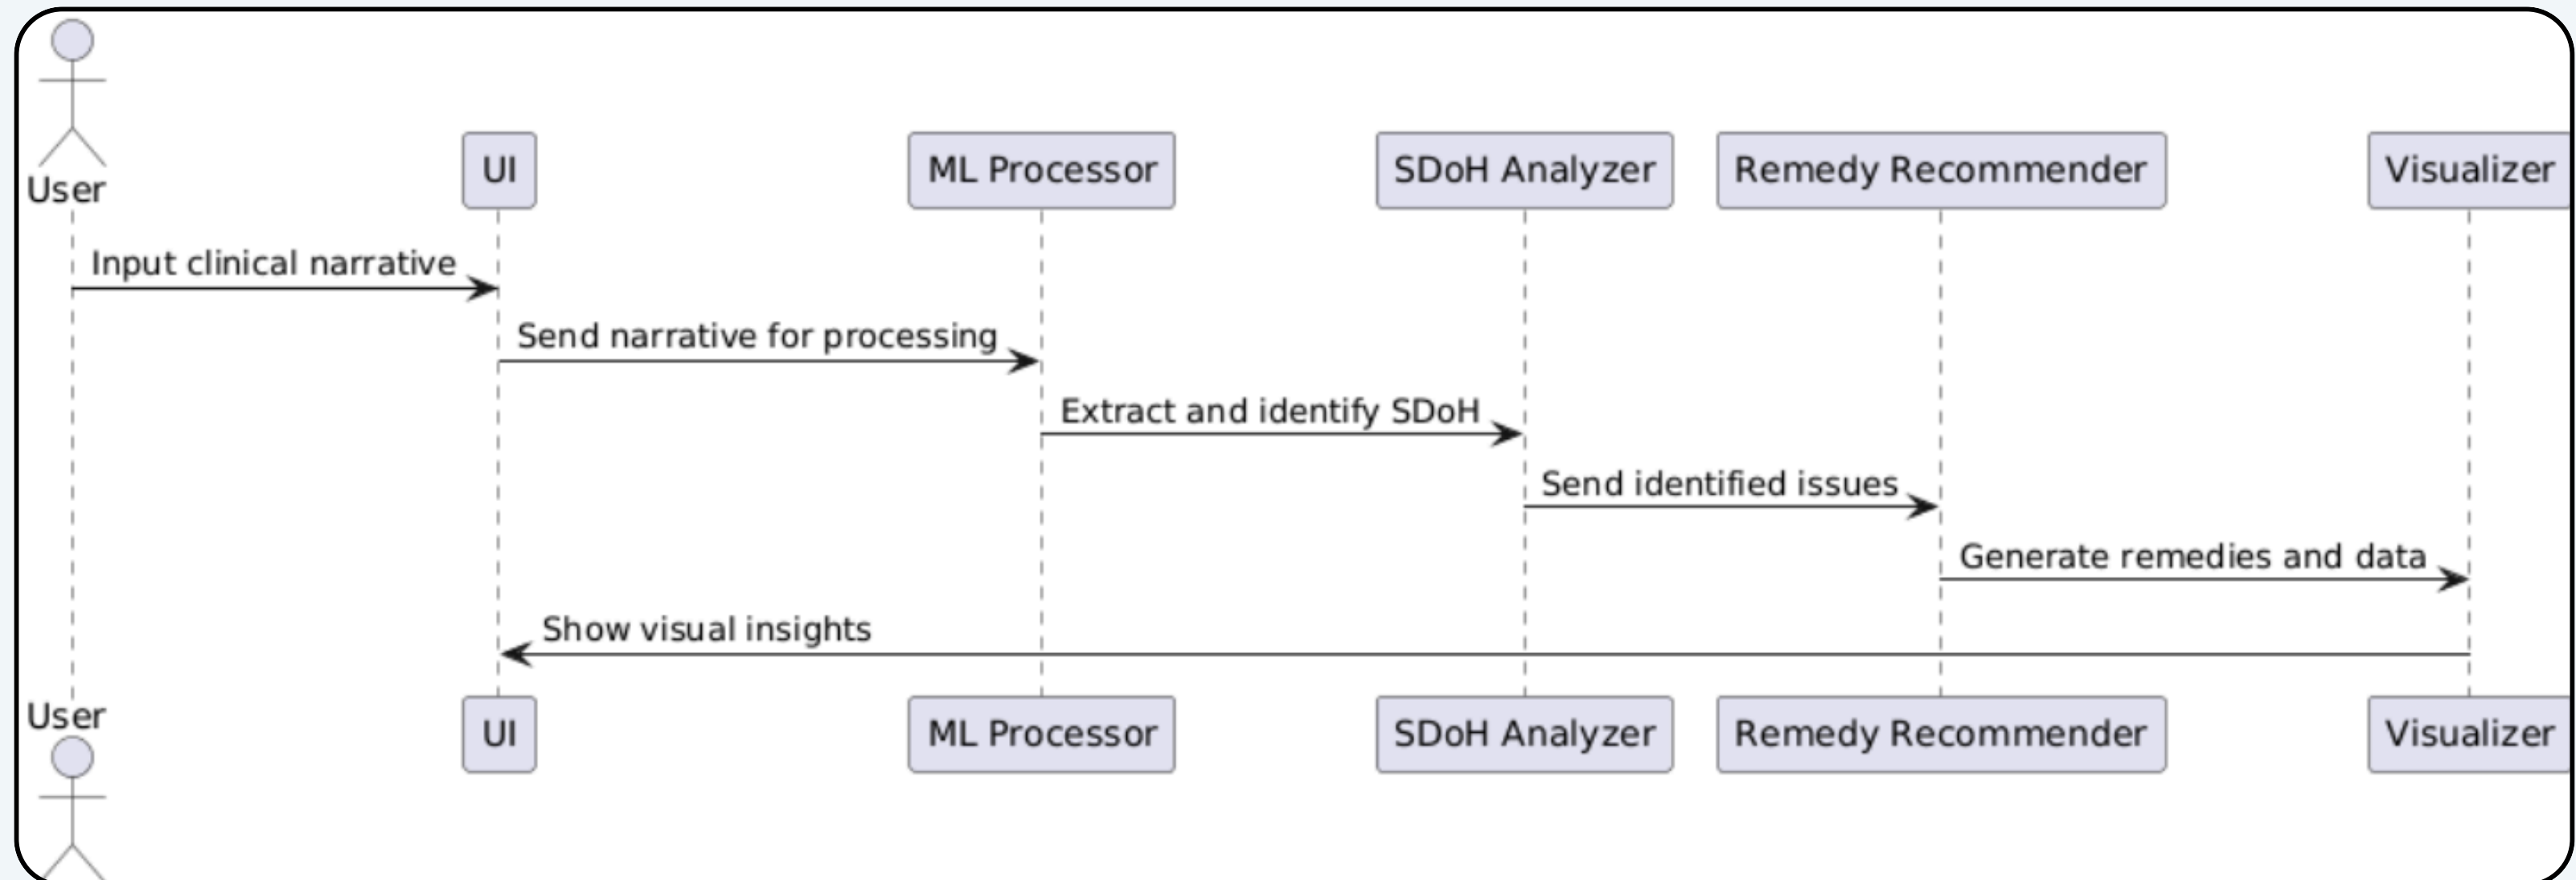 User
UI
ML Processor
SDoH Analyzer
Remedy Recommender
Visualizer
Input clinical narrative
Send narrative for processing
Extract and identify SDoH
Send identified issues
Generate remedies and data
Show visual insights
User
UI
ML Processor
SDoH Analyzer
Remedy Recommender
Visualizer